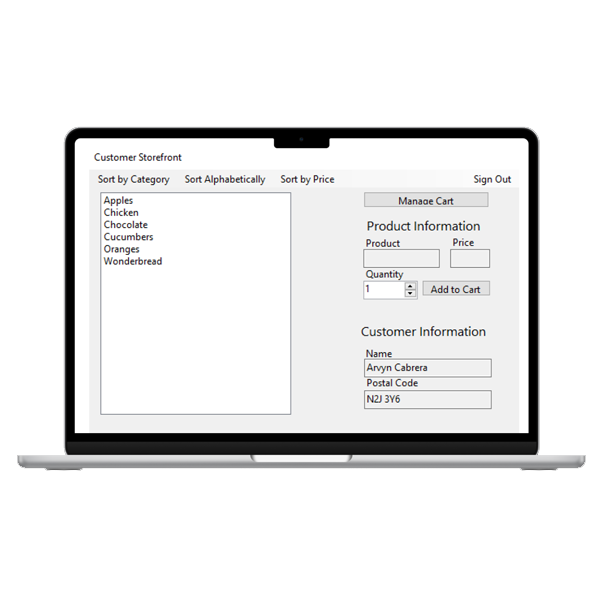 Customer Storefront
Sort by Category Sort Alphabetically Sort by Price Sign Out
Apples
Chicken
Chocolate
Cucumbers
Oranges
Wonderbread
Manage Cart
Product Information
Product Price
Quantity
1 Add to Cart
Customer Information
Name
Arvyn Cabrera
Postal Code
N2J 3Y6